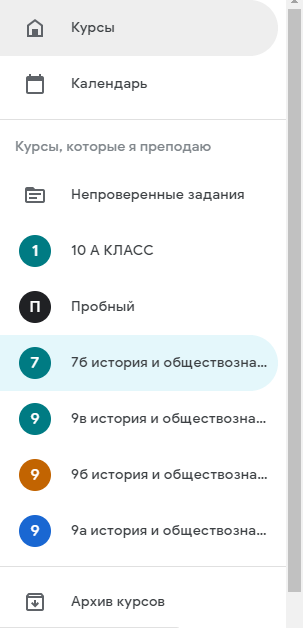 Курсы
Календарь
Курсы, которые я преподаю
Непроверенные задания
1 10 А КЛАСС
П Пробный
7 7б история и обществозна...
9 9в история и обществозна...
9 9б история и обществозна...
9 9а история и обществозна...
Архив курсов